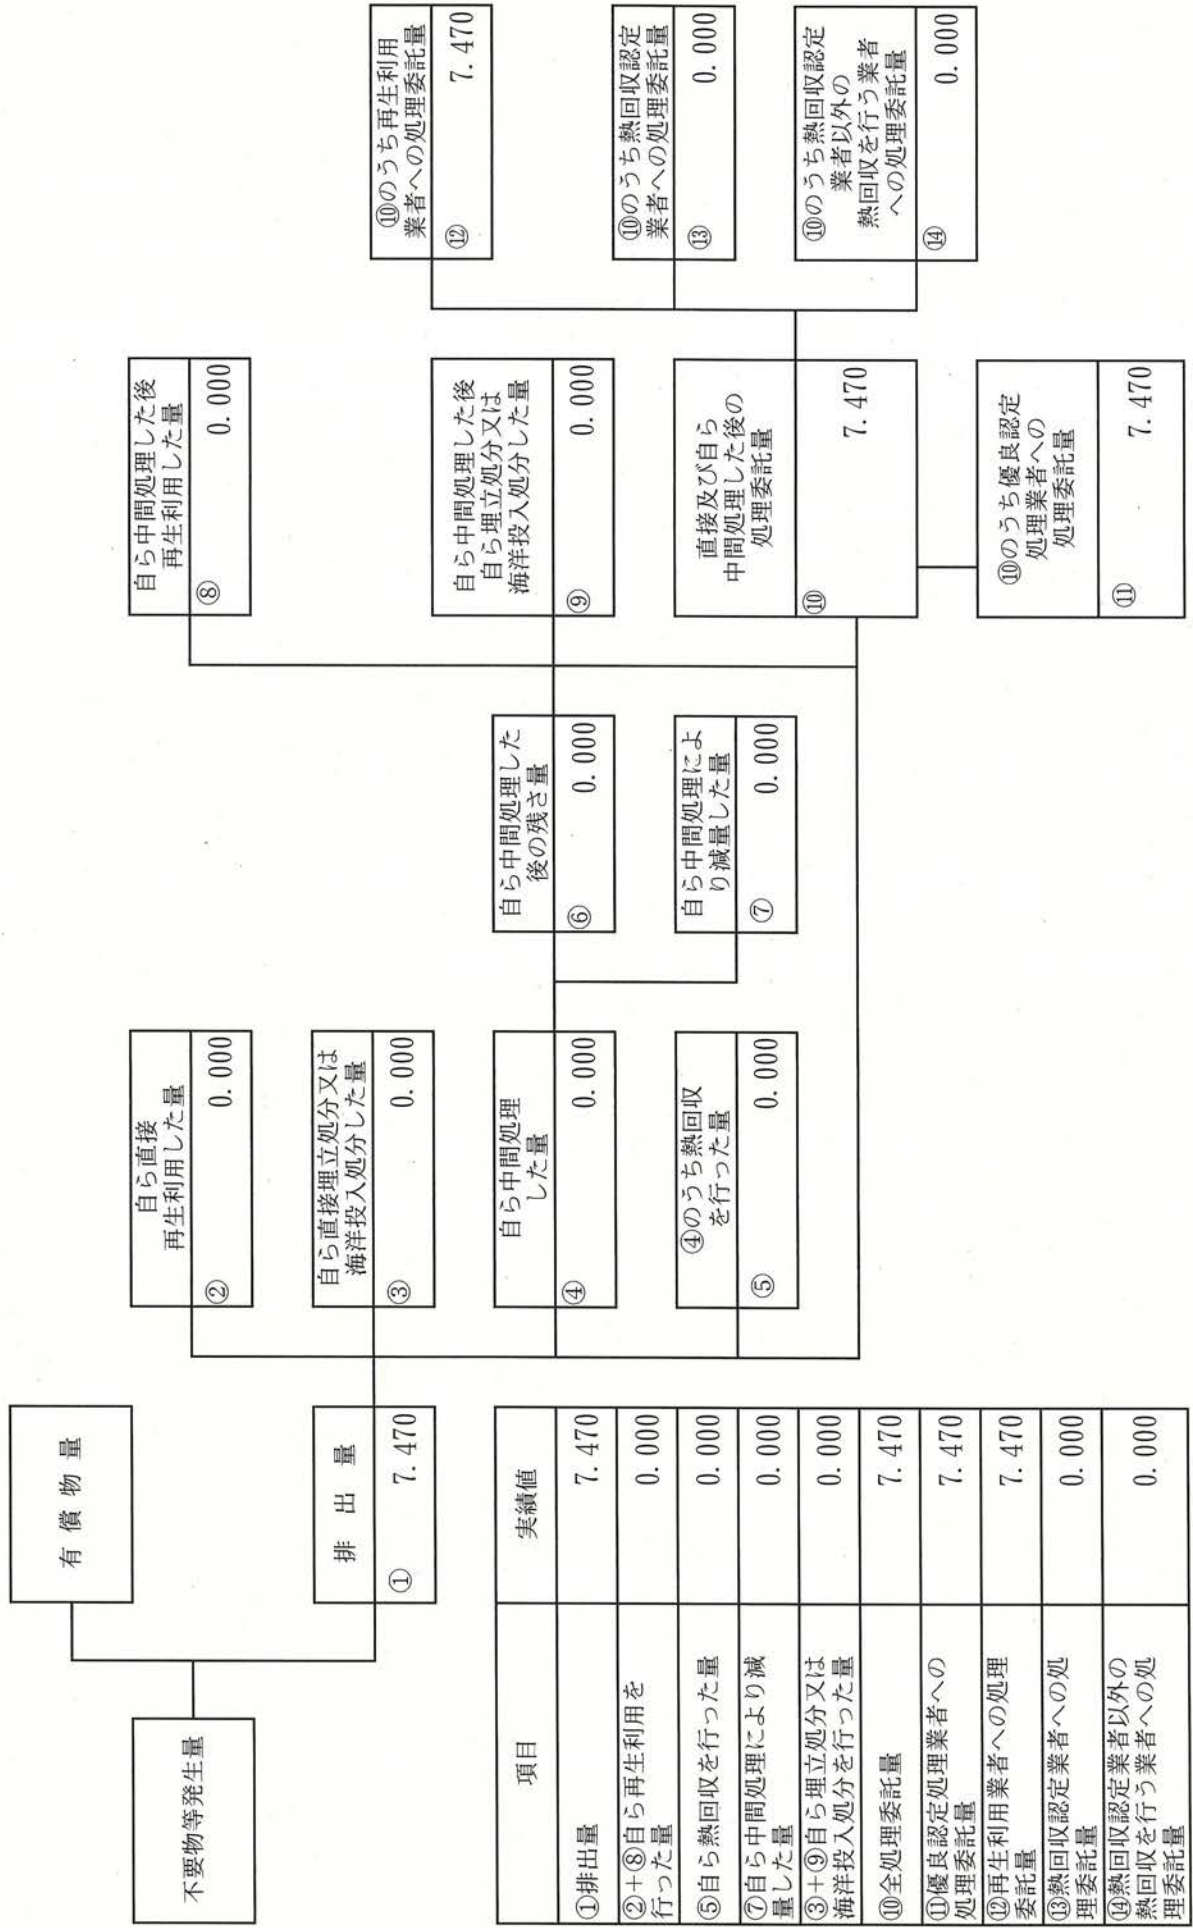 有償物量
不要物等発生量
排出量
① 7.470
自ら直接
再生利用した量
② 0.000
自ら直接埋立処分又は
海洋投入処分した量
③ 0.000
自ら中間処理
した量
④ 0.000
④のうち熱回収
を行った量
⑤ 0.000
自ら中間処理した
後の残さ量
⑥ 0.000
自ら中間処理によ
り減量した量
⑦ 0.000
自ら中間処理した後
再生利用した量
⑧ 0.000
自ら中間処理した後
自ら埋立処分又は
海洋投入処分した量
⑨ 0.000
直接及び自ら
中間処理した後の
処理委託量
⑩ 7.470
⑩のうち優良認定
処理業者への
処理委託量
⑪ 7.470
⑩のうち再生利用
業者への処理委託量
⑫ 7.470
⑩のうち熱回収認定
業者への処理委託量
⑬ 0.000
⑩のうち熱回収認定
業者以外の
熱回収を行う業者
への処理委託量
⑭ 0.000
項目 実績値
①排出量 7.470
②+⑧自ら再生利用を
行った量 0.000
⑤自ら熱回収を行った量 0.000
⑦自ら中間処理により減
量した量 0.000
③+⑨自ら埋立処分又は
海洋投入処分を行った量 0.000
⑩全処理委託量 7.470
⑪優良認定処理業者への
処理委託量 7.470
⑫再生利用業者への処理
委託量 7.470
⑬熱回収認定業者への処
理委託量 0.000
⑭熱回収認定業者以外の
熱回収を行う業者への処
理委託量 0.000